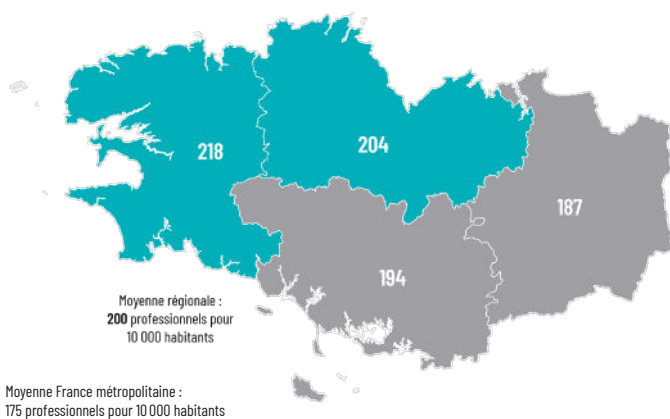 218
204
187
194
Moyenne régionale :
200 professionnels pour
10 000 habitants
Moyenne France métropolitaine :
175 professionnels pour 10 000 habitants